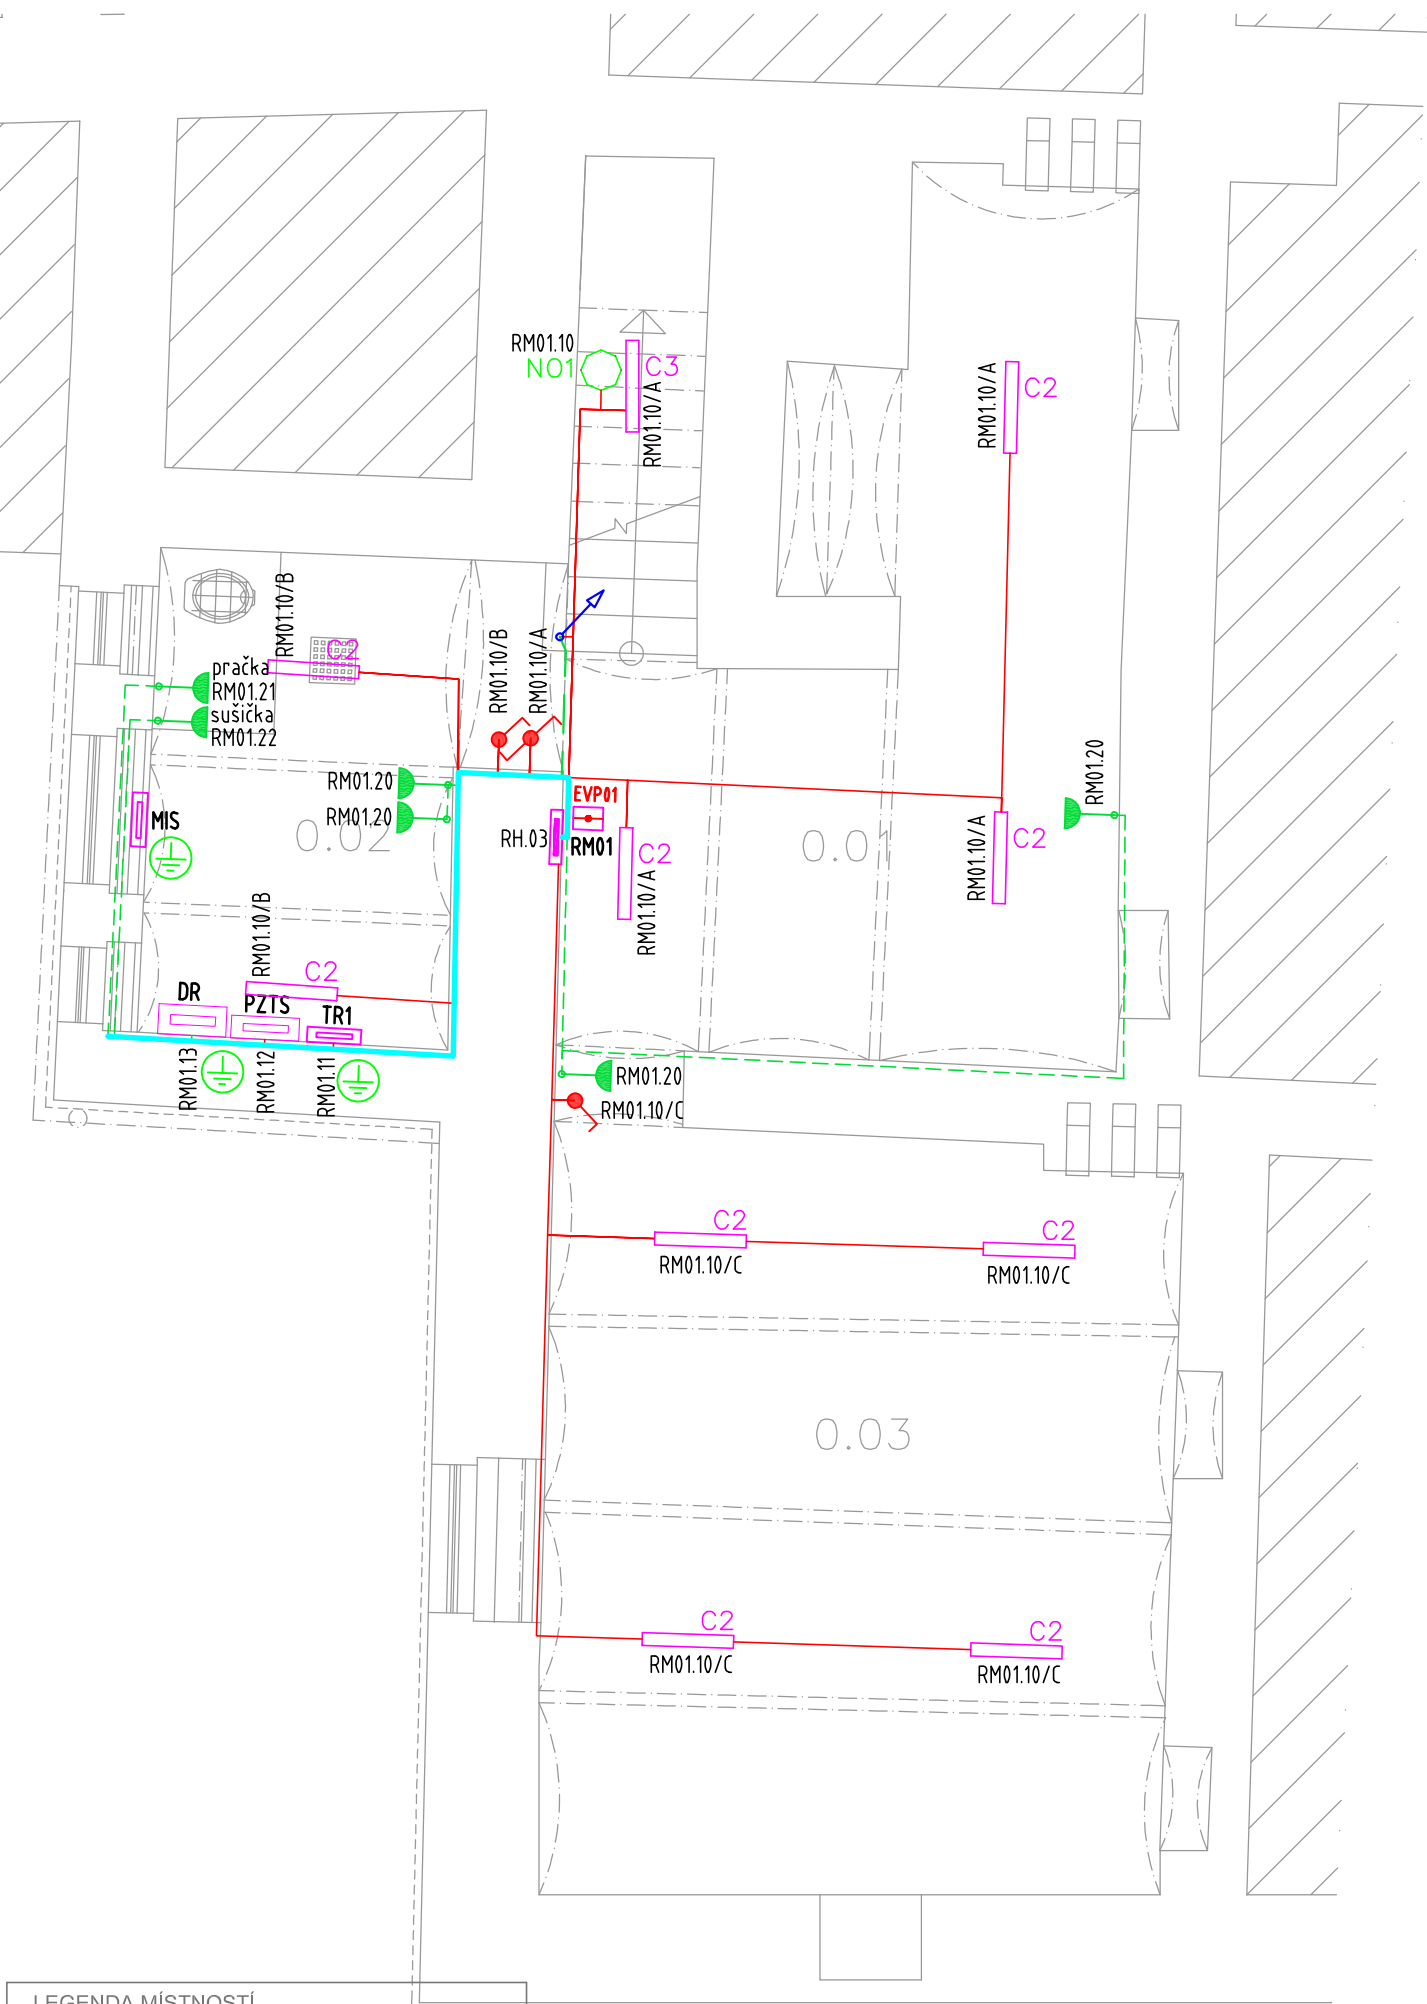 RM01.10
NO1
C3
RM01.10/A
RM01.10/A
C2
RM01.10/B
C2
RM01.10/B
RM01.10/A
pračka
RM01.21
sušička
RM01.22
RM01.20
RM01.20
RM01.20
MIS
0.02
EVP01
RH.03
RM01
C2
RM01.10/A
0.01
C2
RM01.10/A
RM01.10/B
C2
DR
PZTS
TR1
RM01.13
RM01.12
RM01.11
RM01.20
RM01.10/C
C2
RM01.10/C
C2
RM01.10/C
0.03
C2
RM01.10/C
C2
RM01.10/C
LEGENDA MÍSTNOSTÍ